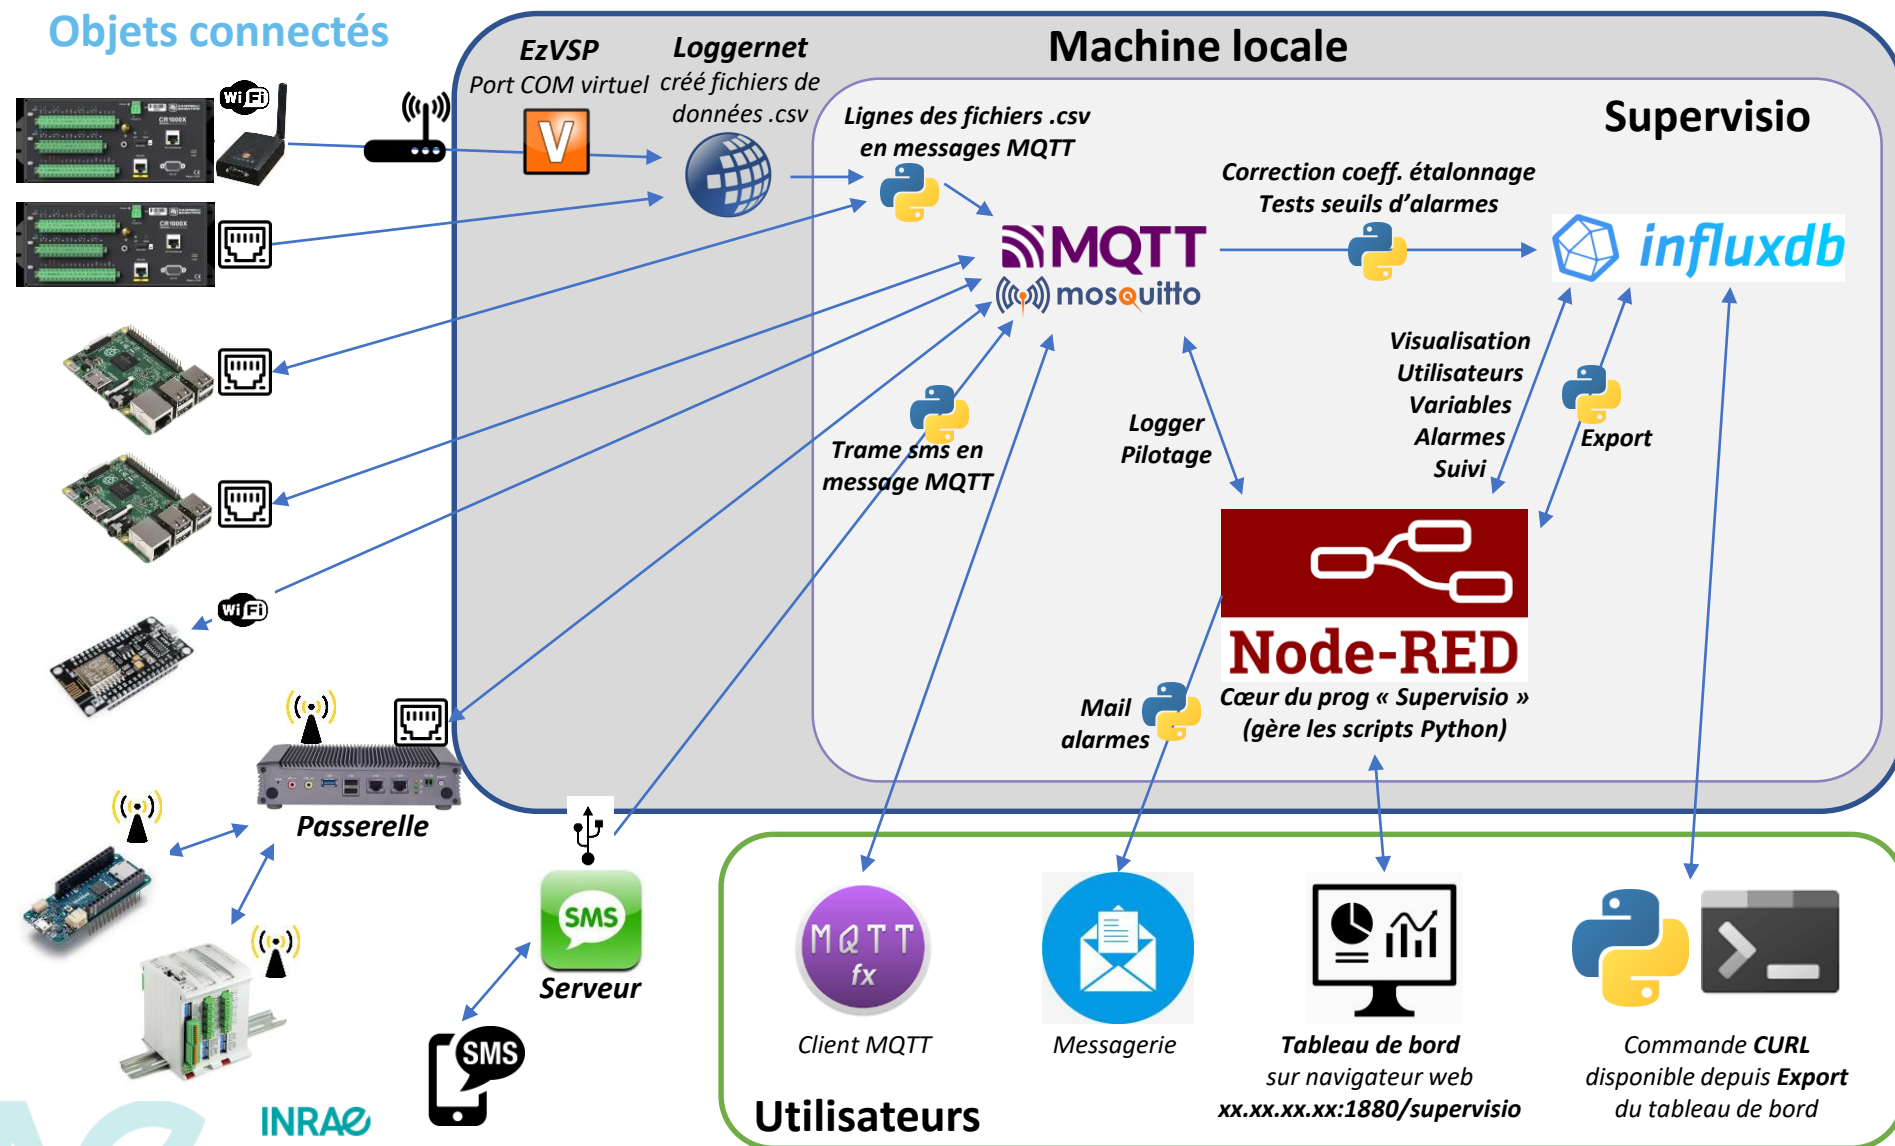 Objets connectés
EzVSP
Port COM virtuel
Loggernet
créé fichiers de
données .csv
Machine locale
Supervisio
Lignes des fichiers .csv
en messages MQTT
Correction coeff. étalonnage
Tests seuils d'alarmes
WiFi
CR1000X
V
CR1000X
MQTT
mosquitto
influxdb
Visualisation
Utilisateurs
Variables
Alarmes
Suivi
Export
Logger
Pilotage
Trame sms en
message MQTT
WiFi
Node-RED
Cœur du prog « Supervisio »
(gère les scripts Python)
Mail
alarmes
Passerelle
SMS
Serveur
SMS
MQTT
fx
Client MQTT
Messagerie
Tableau de bord
sur navigateur web
xx.xx.xx.xx:1880/supervisio
Commande CURL
disponible depuis Export
du tableau de bord
Utilisateurs
INRAE